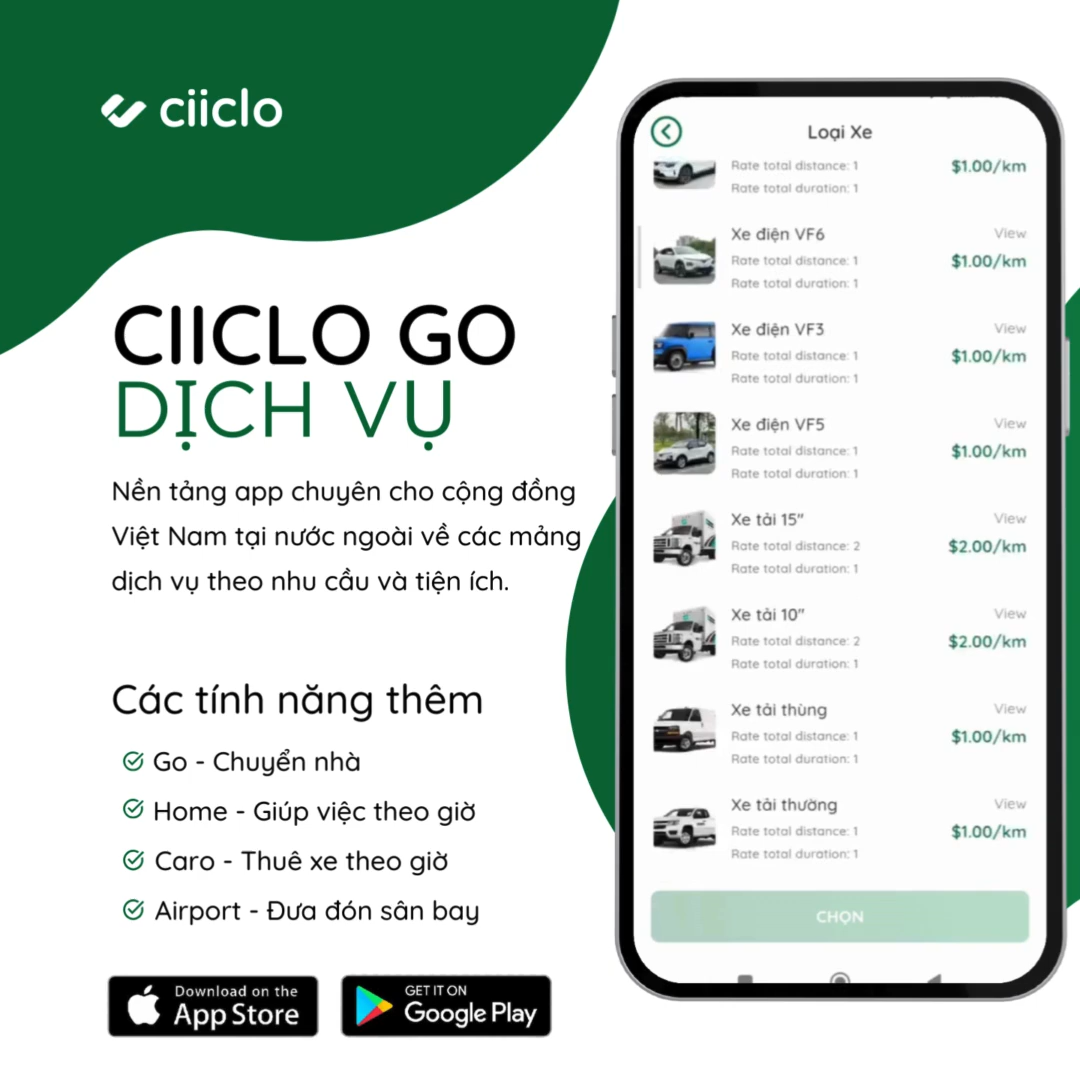 ciiclo
CIICLO GO
DỊCH VỤ
Nền tảng app chuyên cho cộng đồng
Việt Nam tại nước ngoài về các mảng
dịch vụ theo nhu cầu và tiện ích.
Các tính năng thêm
Go - Chuyển nhà
Home - Giúp việc theo giờ
Caro - Thuê xe theo giờ
Airport - Đưa đón sân bay
Download on the
App Store
GET IT ON
Google Play
Loại Xe
Rate total distance: 1
$1.00/km
Rate total duration: 1
Xe điện VF6
View
Rate total distance: 1
$1.00/km
Rate total duration: 1
Xe điện VF3
View
Rate total distance: 1
$1.00/km
Rate total duration: 1
Xe điện VF5
View
Rate total distance: 1
$1.00/km
Rate total duration: 1
Xe tải 15"
View
Rate total distance: 2
$2.00/km
Rate total duration: 1
Xe tải 10"
View
Rate total distance: 2
$2.00/km
Rate total duration: 1
Xe tải thùng
View
Rate total distance: 1
$1.00/km
Rate total duration: 1
Xe tải thường
View
Rate total distance: 1
$1.00/km
Rate total duration: 1
CHỌN